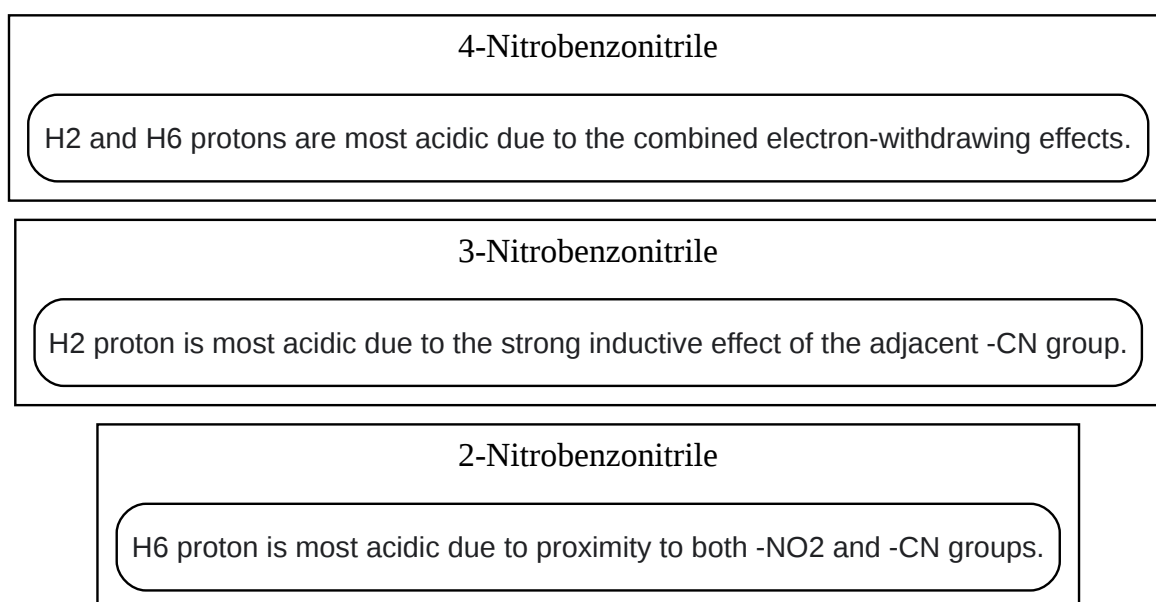 4-Nitrobenzonitrile
H2 and H6 protons are most acidic due to the combined electron-withdrawing effects.
3-Nitrobenzonitrile
H2 proton is most acidic due to the strong inductive effect of the adjacent -CN group.
2-Nitrobenzonitrile
H6 proton is most acidic due to proximity to both -NO2 and -CN groups.